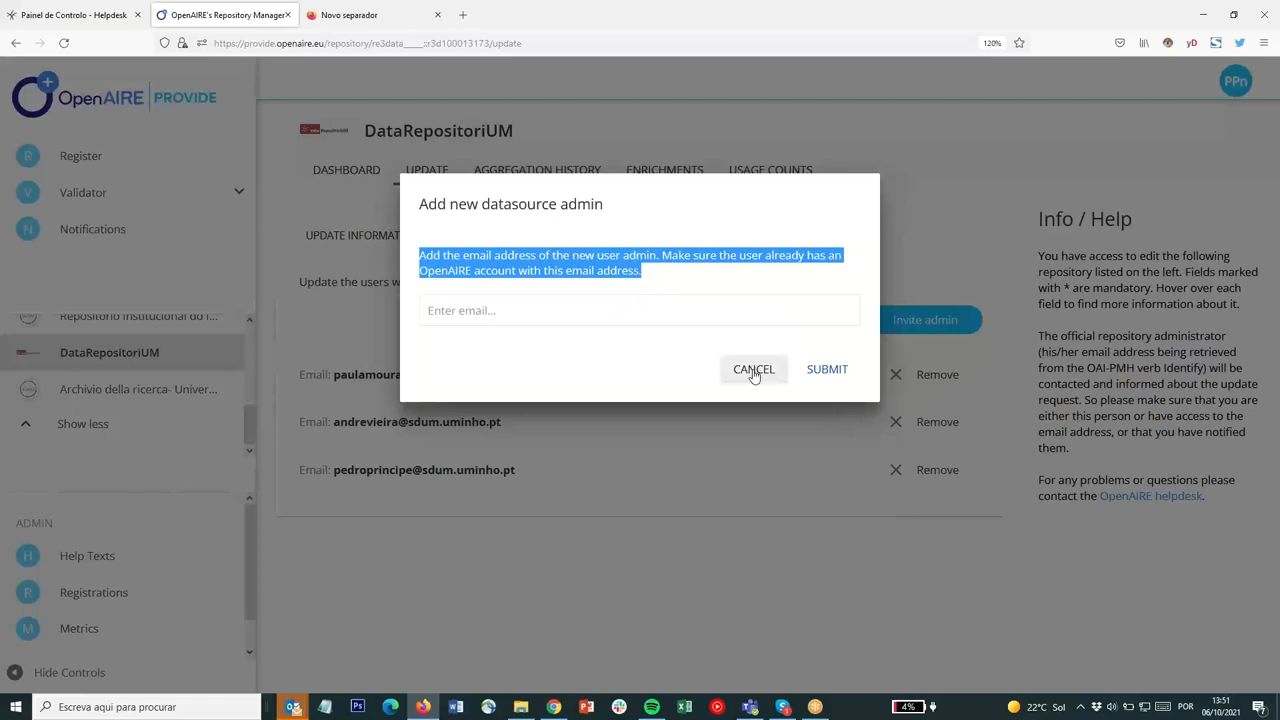 Painel de Controlo - Helpdesk
OpenAIRE's Repository Manager
Novo separador
https://provide.openaire.eu/repository/re3data_____::r3d100013173/update
120%
yD
OpenAIRE PROVIDE
PPn
R Register
V Validator
N Notifications
Repositório Institucional do I...
DataRepositoriUM
Archivio della ricerca- Univer...
Show less
ADMIN
H Help Texts
R Registrations
M Metrics
Hide Controls
DataRepositoriUM
DASHBOARD UPDATE AGGREGATION HISTORY ENRICHMENTS USAGE COUNTS
UPDATE INFORMAT
Update the users w
Invite admin
Add new datasource admin
Add the email address of the new user admin. Make sure the user already has an
OpenAIRE account with this email address.
Enter email...
CANCEL SUBMIT
Email: paulamoura Remove
Email: andrevieira@sdum.uminho.pt Remove
Email: pedroprincipe@sdum.uminho.pt Remove
Info / Help
You have access to edit the following
repository listed on the left. Fields marked
with * are mandatory. Hover over each
field to find more information about it.
The official repository administrator
(his/her email address being retrieved
from the OAI-PMH verb Identify) will
be contacted and informed about the update
request. So please make sure that you are
either this person or have access to the
email address, or that you have notified
them.
For any problems or questions please
contact the OpenAIRE helpdesk.
Escreva aqui para procurar
4%
22°C Sol
POR
13:51
06/10/2021